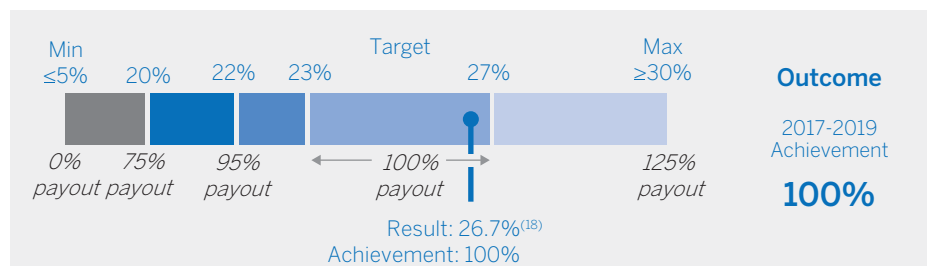 Min
≤5%
20%
22%
23%
Target
27%
Max
≥30%
0%
payout
75%
payout
95%
payout
100%
payout
125%
payout
Result: 26.7%(18)
Achievement: 100%
Outcome
2017-2019
Achievement
100%